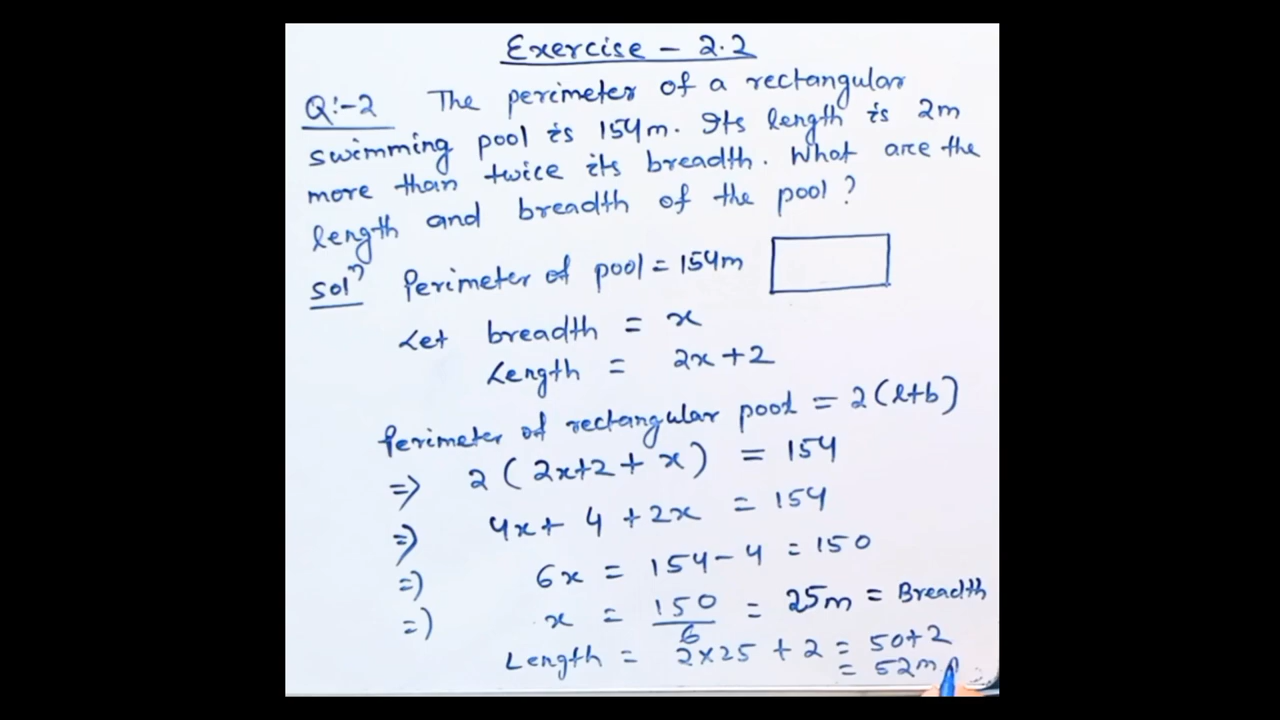 Exercise - 2.2
Q:-2 The perimeter of a rectangular
swimming pool is 154m. Its length is 2m
more than twice its breadth. What are the
length and breadth of the pool?
Solⁿ Perimeter of pool = 154m
Let breadth = x
Length = 2x+2
Perimeter of rectangular pool = 2(l+b)
=> 2(2x+2+x) = 154
=> 4x+4+2x = 154
=> 6x = 154-4 = 150
=> x = 150/6 = 25m = Breadth
Length = 2×25+2 = 50+2
= 52m